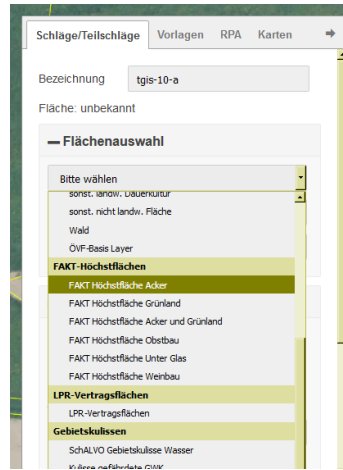 Schläge/Teilschläge Vorlagen RPA Karten
Bezeichnung tgis-10-a
Fläche: unbekannt
Flächenauswahl
Bitte wählen
sonst. landw. Dauerkultur
sonst. nicht landw. Fläche
Wald
ÖVF-Basis Layer
FAKT-Höchstflächen
FAKT Höchstfläche Acker
FAKT Höchstfläche Grünland
FAKT Höchstfläche Acker und Grünland
FAKT Höchstfläche Obstbau
FAKT Höchstfläche Unter Glas
FAKT Höchstfläche Weinbau
LPR-Vertragsflächen
LPR-Vertragsflächen
Gebietskulissen
SchALVO Gebietskulisse Wasser
Kulisse gefährdete GWK